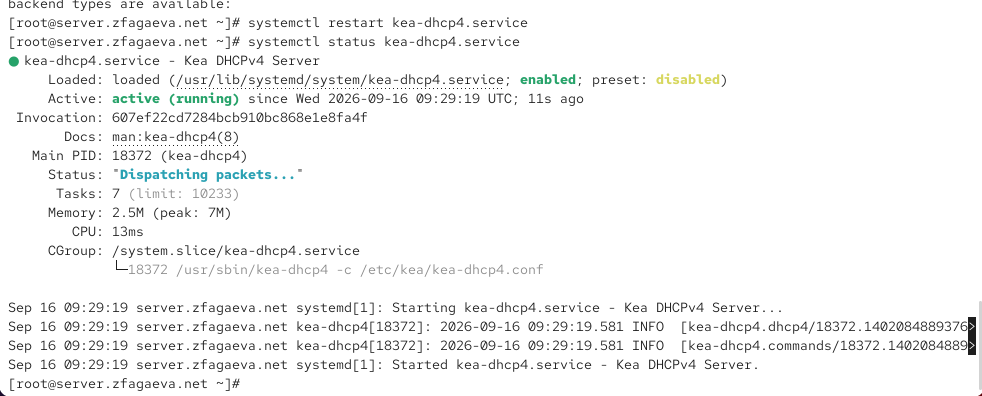 backend types are available:
[root@server.zfagaeva.net ~]# systemctl restart kea-dhcp4.service
[root@server.zfagaeva.net ~]# systemctl status kea-dhcp4.service
● kea-dhcp4.service - Kea DHCPv4 Server
     Loaded: loaded (/usr/lib/systemd/system/kea-dhcp4.service; enabled; preset: disabled)
     Active: active (running) since Wed 2026-09-16 09:29:19 UTC; 11s ago
 Invocation: 607ef22cd7284bcb910bc868e1e8fa4f
       Docs: man:kea-dhcp4(8)
   Main PID: 18372 (kea-dhcp4)
     Status: "Dispatching packets..."
      Tasks: 7 (limit: 10233)
     Memory: 2.5M (peak: 7M)
        CPU: 13ms
     CGroup: /system.slice/kea-dhcp4.service
             └─18372 /usr/sbin/kea-dhcp4 -c /etc/kea/kea-dhcp4.conf

Sep 16 09:29:19 server.zfagaeva.net systemd[1]: Starting kea-dhcp4.service - Kea DHCPv4 Server...
Sep 16 09:29:19 server.zfagaeva.net kea-dhcp4[18372]: 2026-09-16 09:29:19.581 INFO  [kea-dhcp4.dhcp4/18372.1402084889376>
Sep 16 09:29:19 server.zfagaeva.net kea-dhcp4[18372]: 2026-09-16 09:29:19.581 INFO  [kea-dhcp4.commands/18372.1402084889>
Sep 16 09:29:19 server.zfagaeva.net systemd[1]: Started kea-dhcp4.service - Kea DHCPv4 Server.
[root@server.zfagaeva.net ~]#